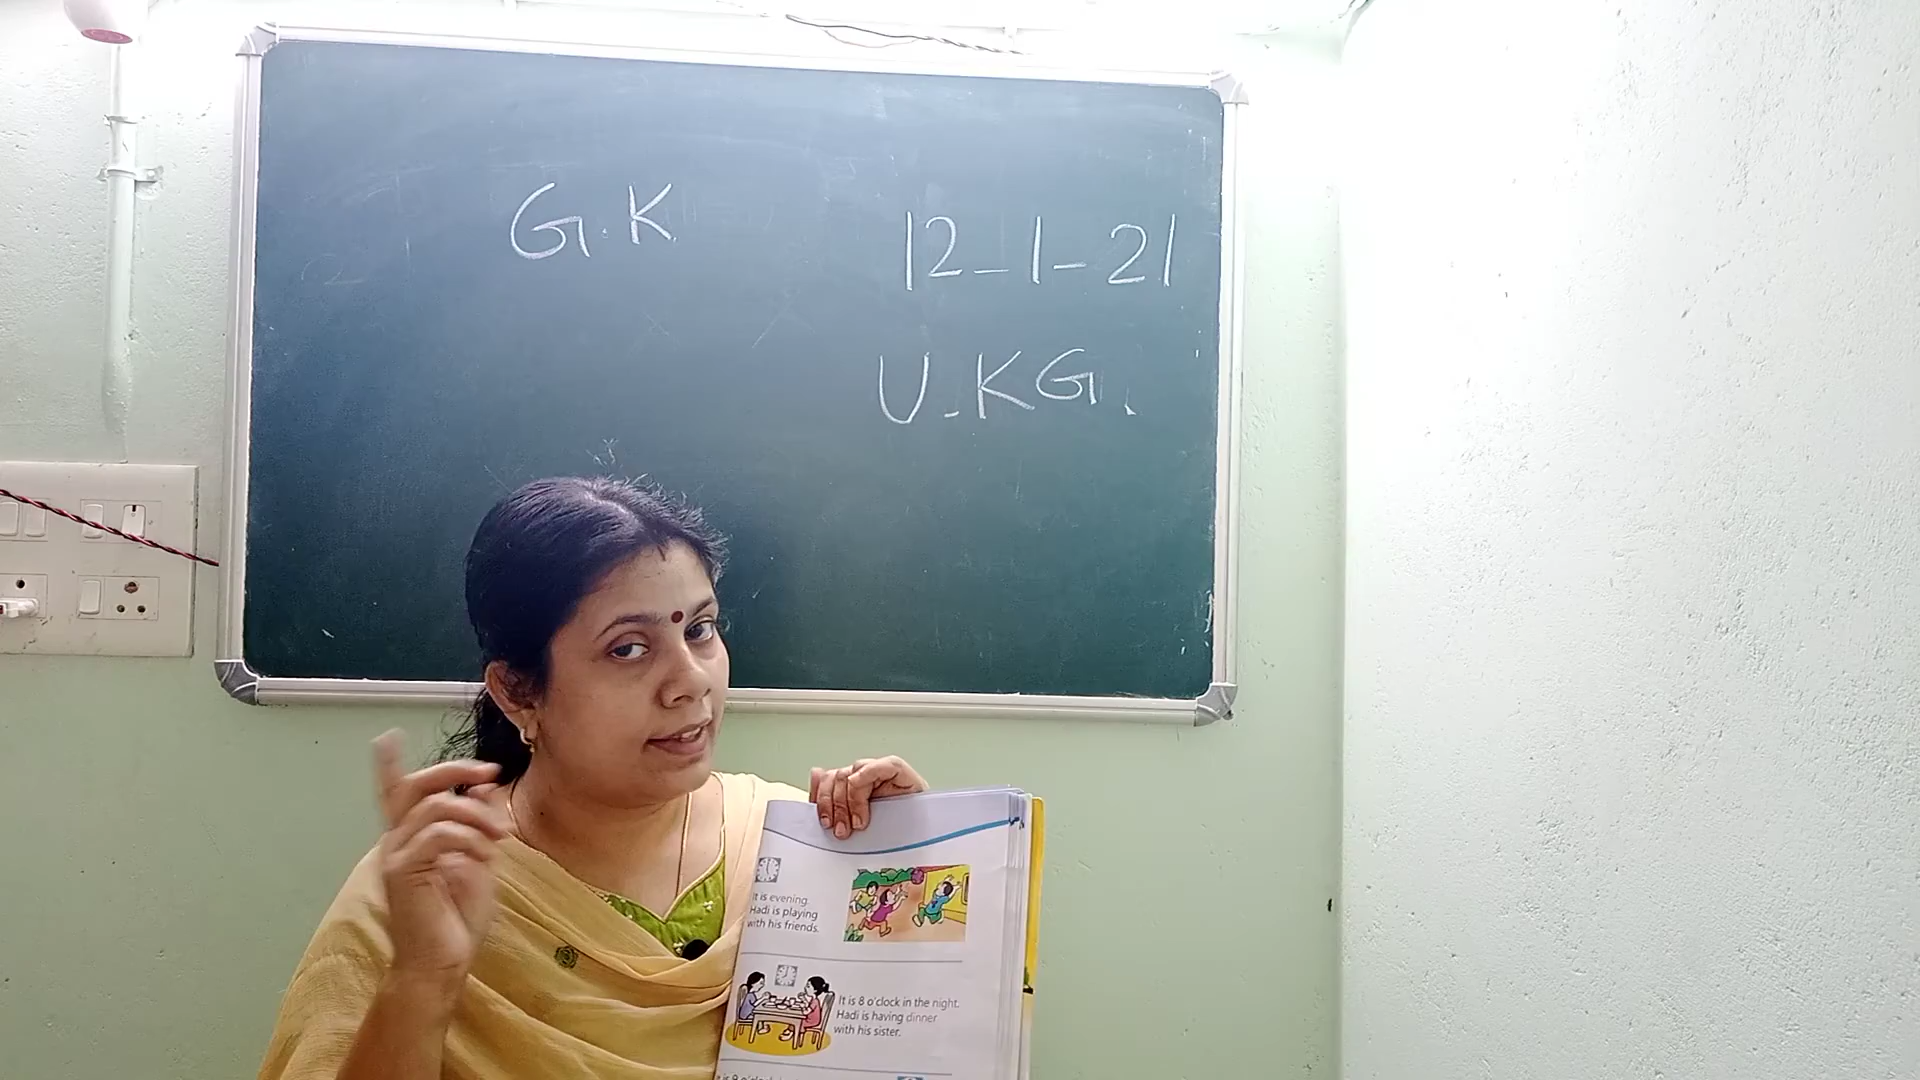 G.K
12-1-21
U.KG.
It is evening.
Hadi is playing
with his friends.
It is 8 o'clock in the night.
Hadi is having dinner
with his sister.